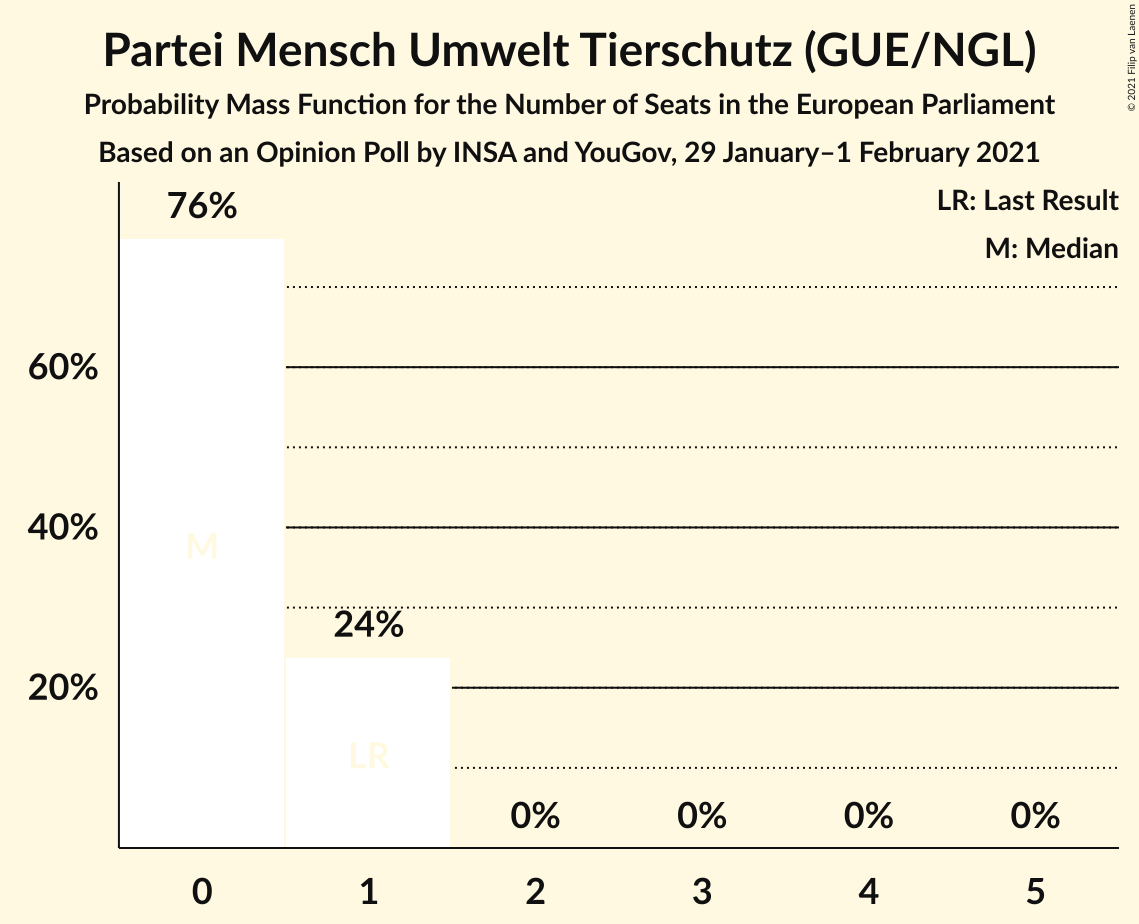 Partei Mensch Umwelt Tierschutz (GUE/NGL)
Probability Mass Function for the Number of Seats in the European Parliament
Based on an Opinion Poll by INSA and YouGov, 29 January–1 February 2021
© 2021 Filip van Laenen
LR: Last Result
M: Median
76%
60%
40%
M
24%
20%
LR
0% 0% 0% 0%
0 1 2 3 4 5